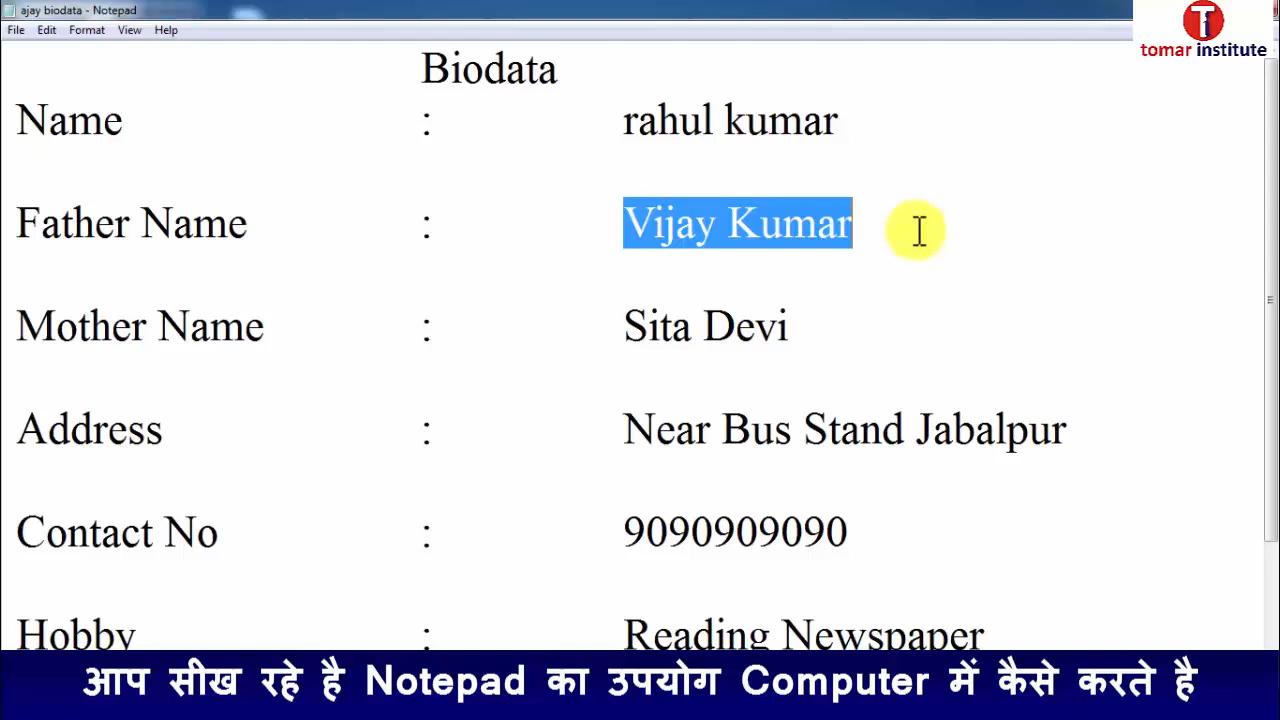 ajay biodata - Notepad
File Edit Format View Help
T
tomar institute
Biodata
Name : rahul kumar
Father Name : Vijay Kumar
Mother Name : Sita Devi
Address : Near Bus Stand Jabalpur
Contact No : 9090909090
Hobby : Reading Newspaper
आप सीख रहे है Notepad का उपयोग Computer में कैसे करते है